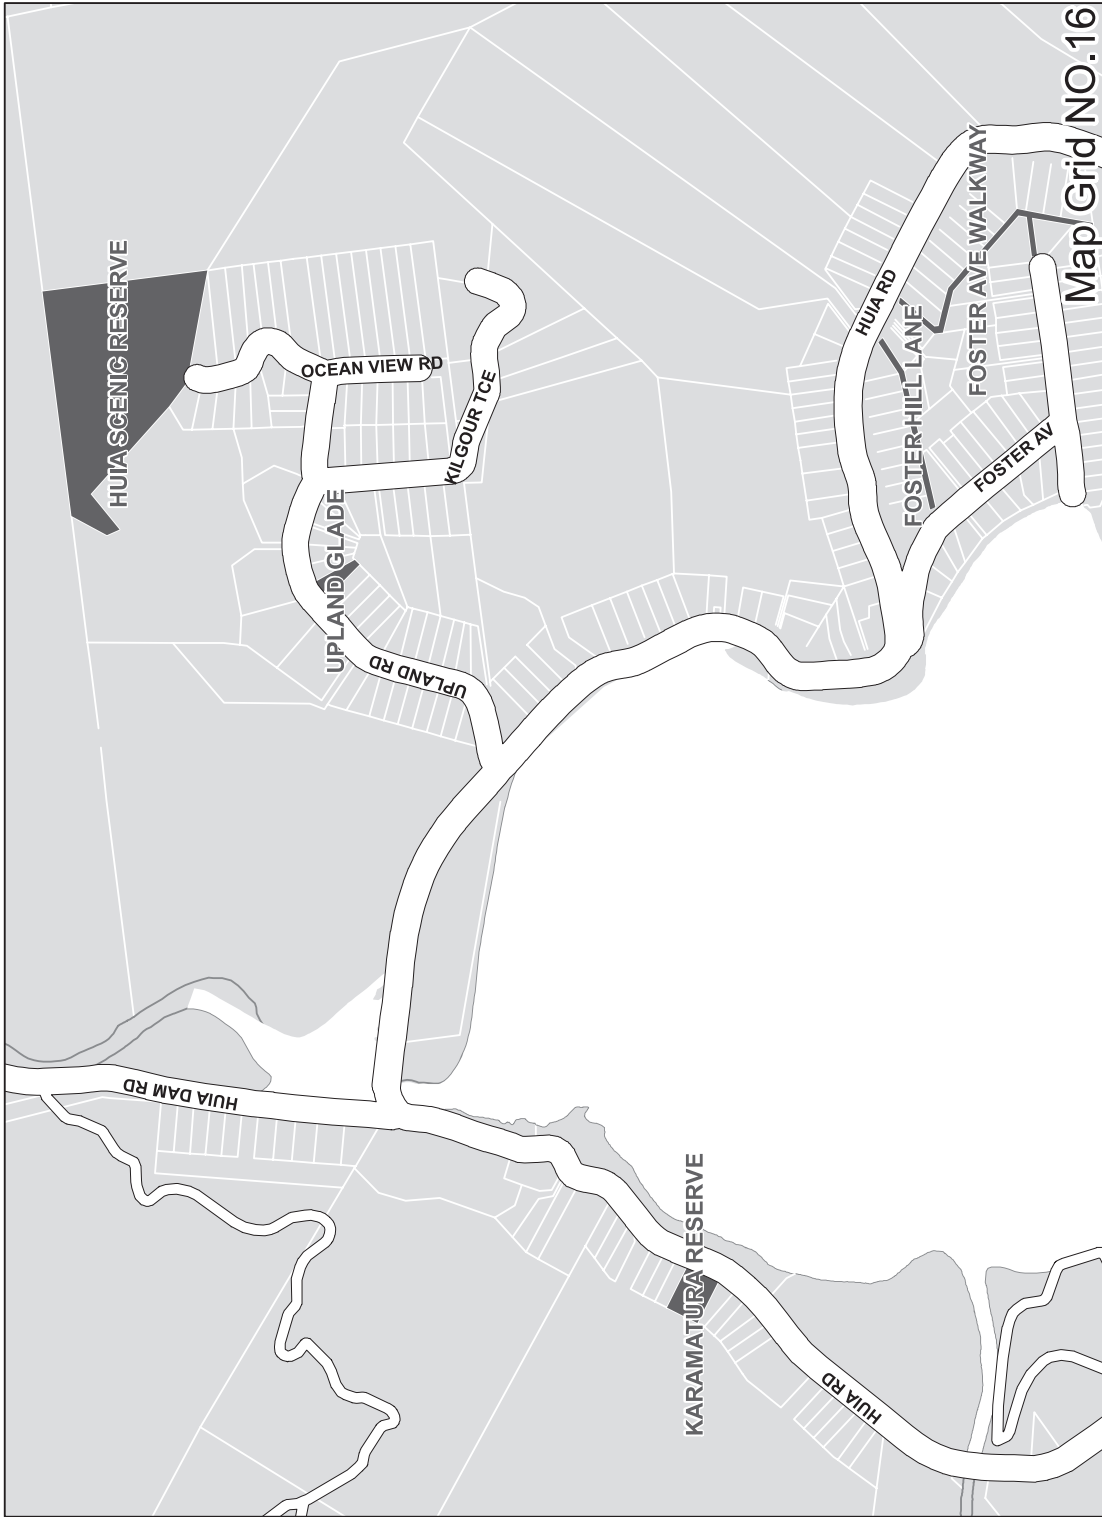 HUIA SCENIC RESERVE
OCEAN VIEW RD
KILGOUR TCE
UPLAND GLADE
UPLAND RD
HUIA RD
FOSTER HILL LANE
FOSTER AVE WALKWAY
FOSTER AV
HUIA DAM RD
KARAMATURA RESERVE
HUIA RD
Map Grid NO.16